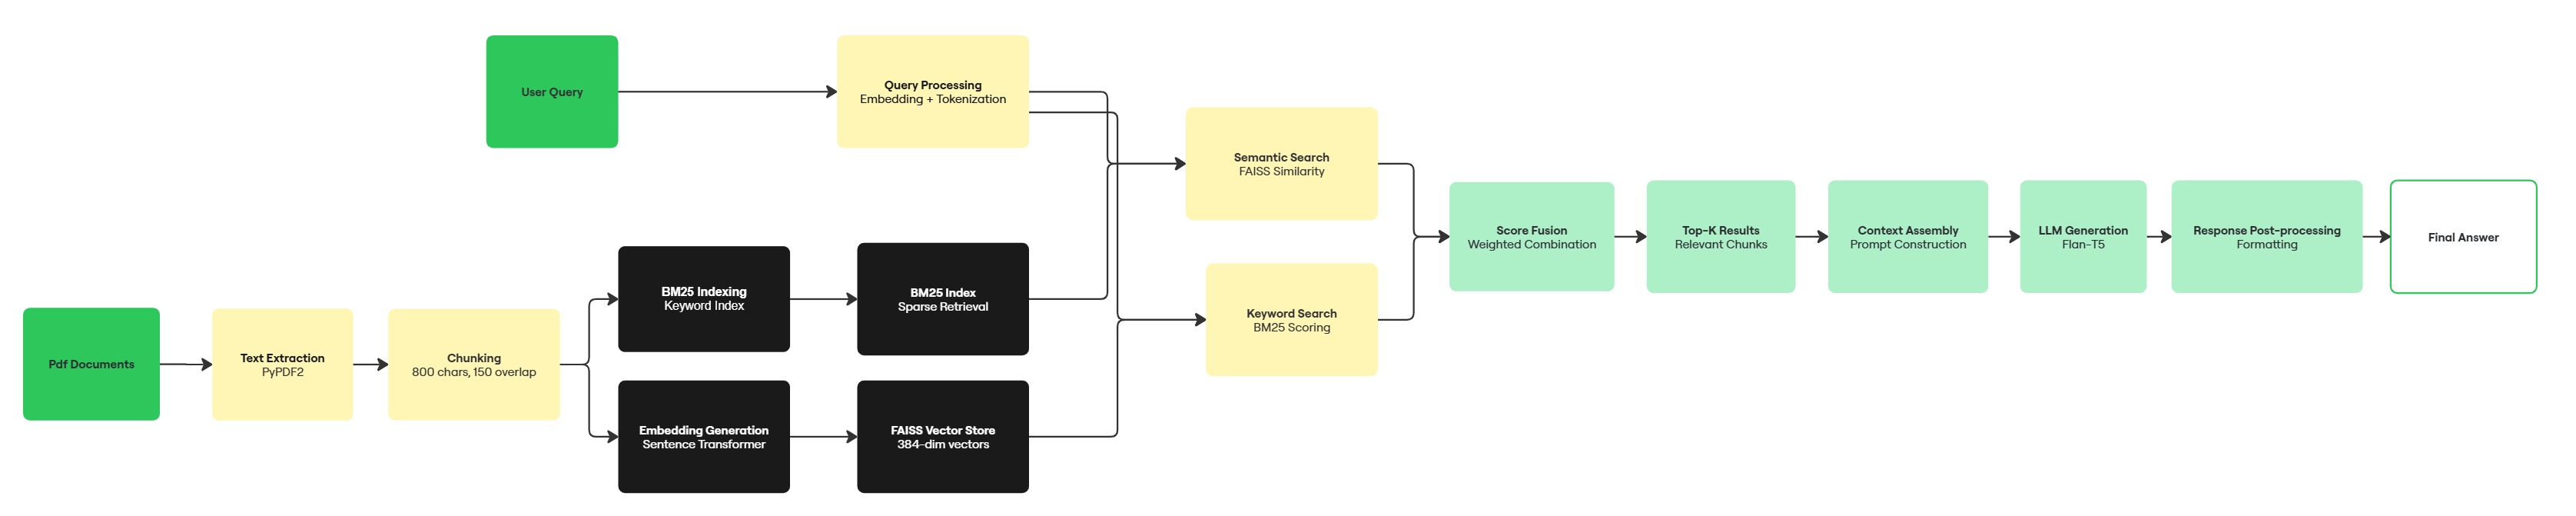 User Query
Query Processing
Embedding + Tokenization
Semantic Search
FAISS Similarity
Keyword Search
BM25 Scoring
Pdf Documents
Text Extraction
PyPDF2
Chunking
800 chars, 150 overlap
BM25 Indexing
Keyword Index
BM25 Index
Sparse Retrieval
Embedding Generation
Sentence Transformer
FAISS Vector Store
384-dim vectors
Score Fusion
Weighted Combination
Top-K Results
Relevant Chunks
Context Assembly
Prompt Construction
LLM Generation
Flan-T5
Response Post-processing
Formatting
Final Answer